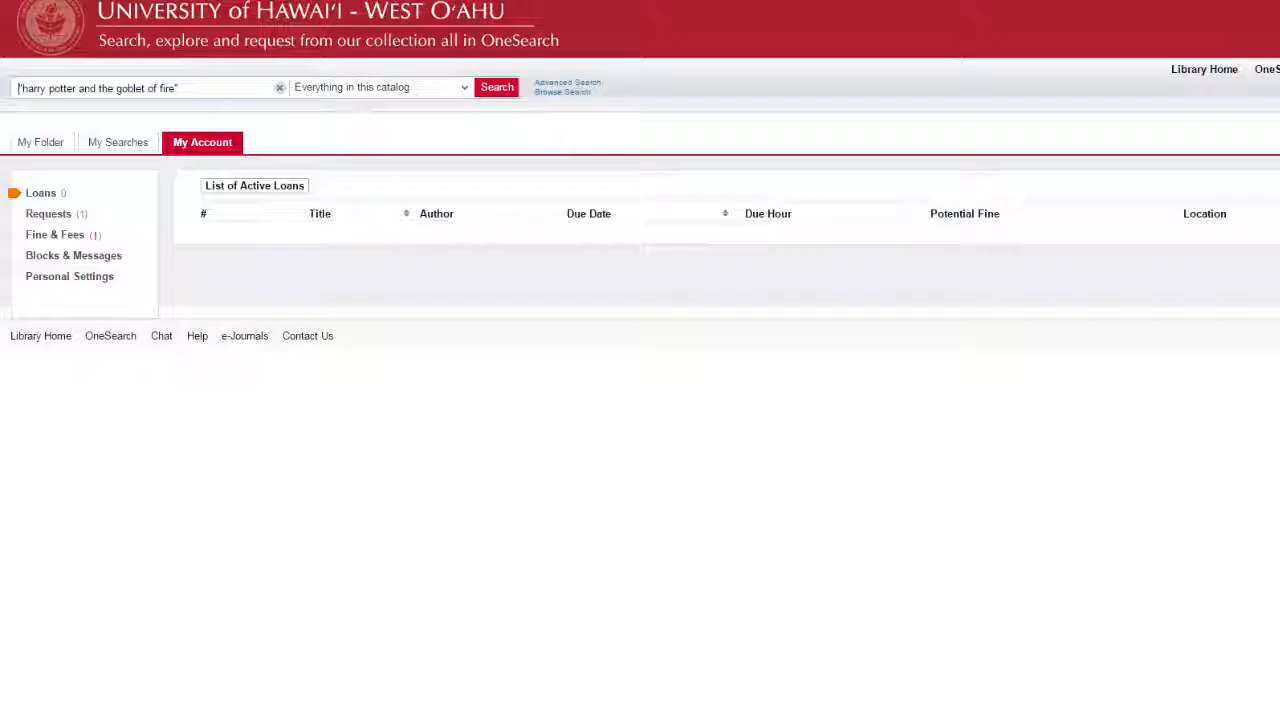 UNIVERSITY of HAWAIʻI - WEST OʻAHU
Search, explore and request from our collection all in OneSearch
Library Home OneS
"harry potter and the goblet of fire" Everything in this catalog Search Advanced Search
Browse Search
My Folder My Searches My Account
Loans 0
Requests (1)
Fine & Fees (!)
Blocks & Messages
Personal Settings
List of Active Loans
# Title Author Due Date Due Hour Potential Fine Location
Library Home OneSearch Chat Help e-Journals Contact Us